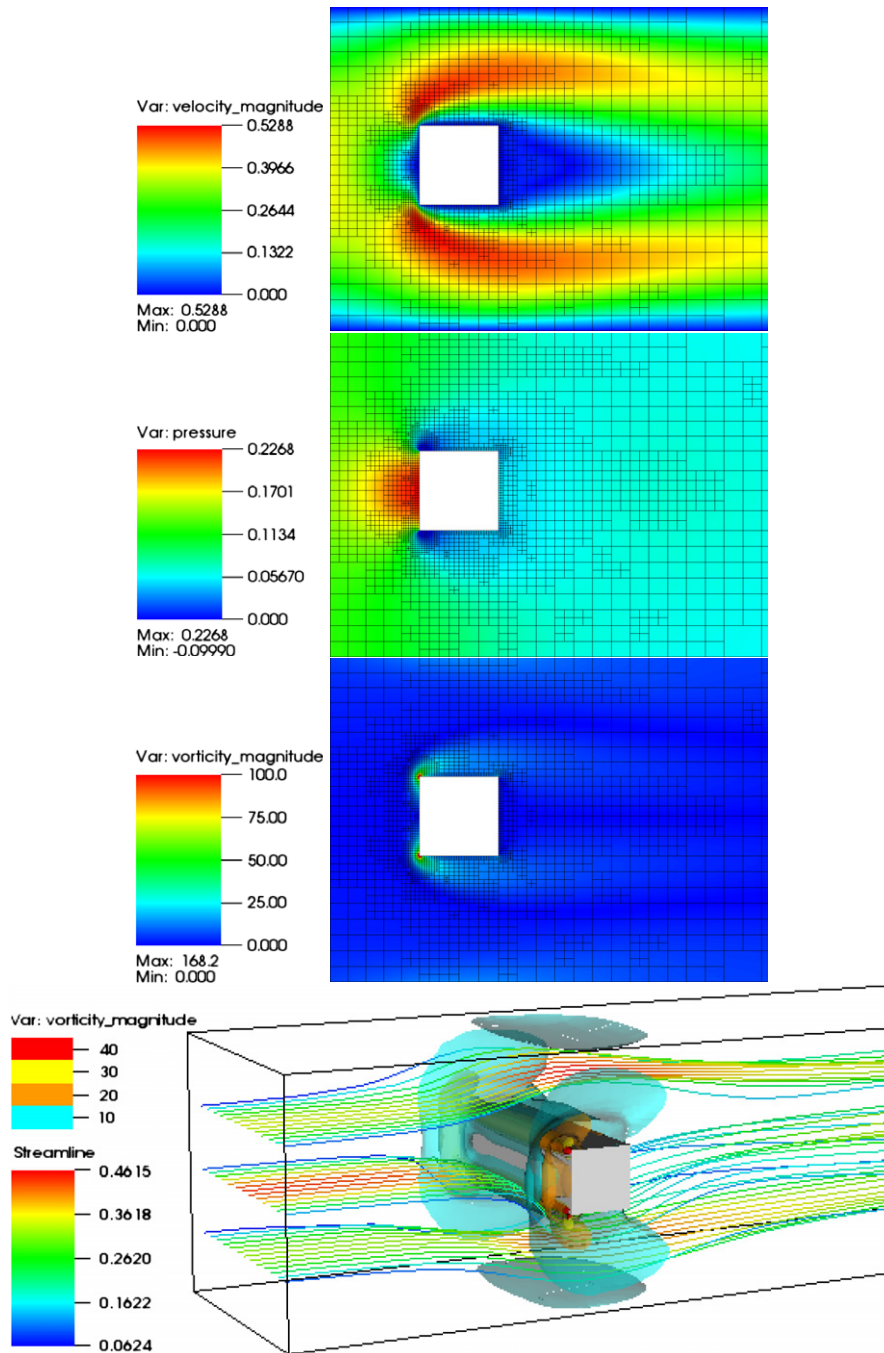 Var: velocity_magnitude
0.5288
0.3966
0.2644
0.1322
0.000
Max: 0.5288
Min: 0.000
Var: pressure
0.2268
0.1701
0.1134
0.05670
0.000
Max: 0.2268
Min: -0.09990
Var: vorticity_magnitude
100.0
75.00
50.00
25.00
0.000
Max: 168.2
Min: 0.000
Var: vorticity_magnitude
40
30
20
10
Streamline
0.4615
0.3618
0.2620
0.1622
0.0624